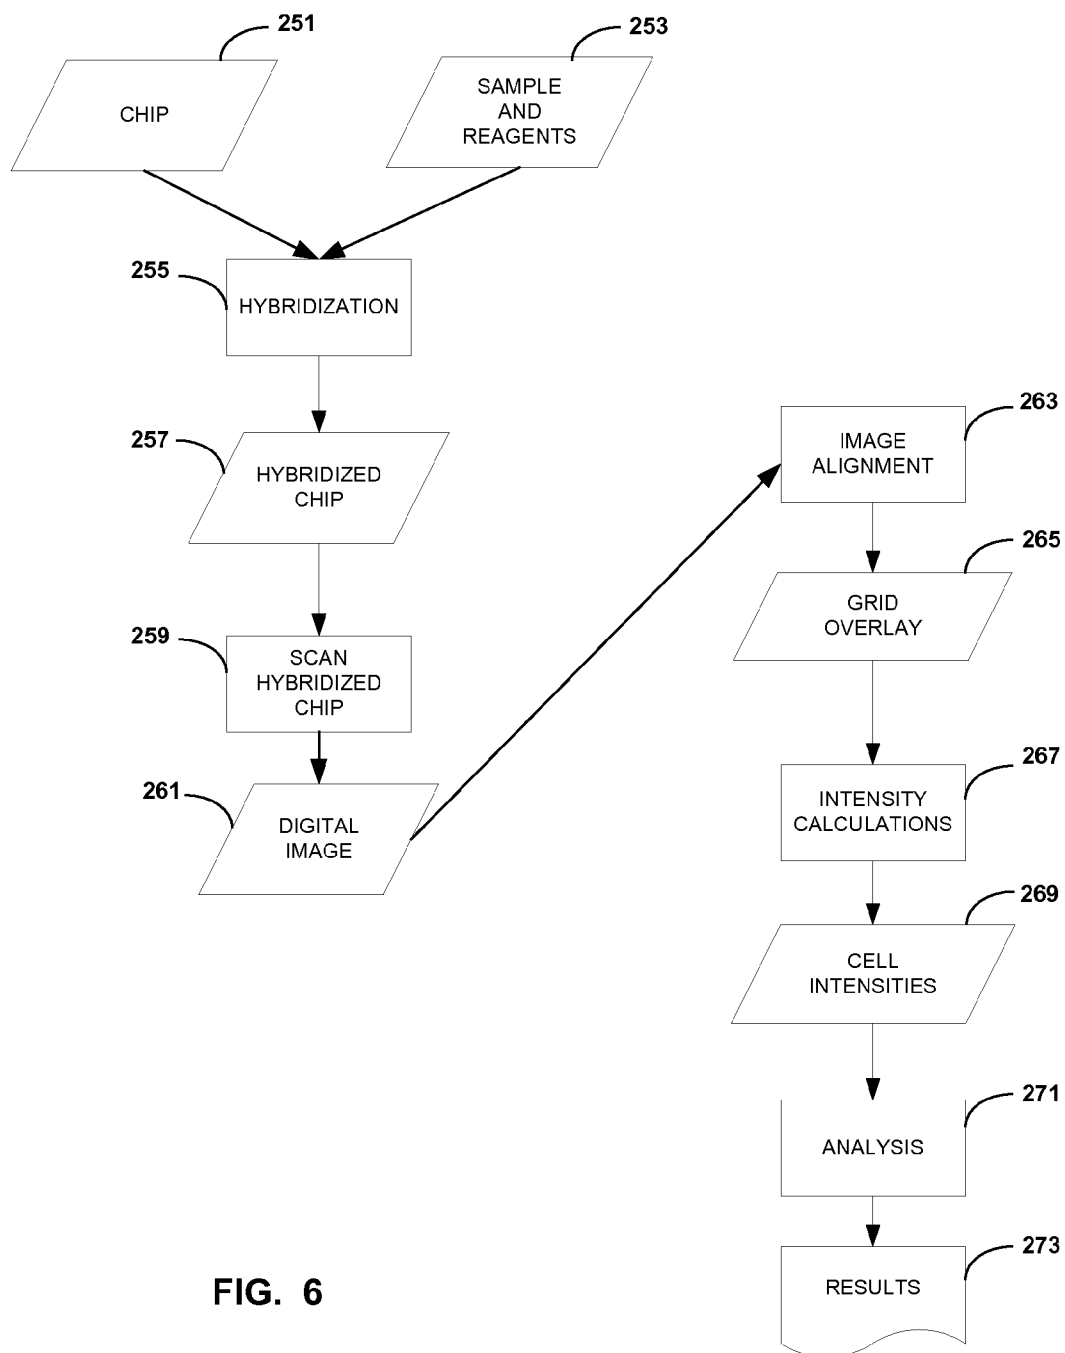 251
CHIP
253
SAMPLE
AND
REAGENTS
255
HYBRIDIZATION
257
HYBRIDIZED
CHIP
259
SCAN
HYBRIDIZED
CHIP
261
DIGITAL
IMAGE
263
IMAGE
ALIGNMENT
265
GRID
OVERLAY
267
INTENSITY
CALCULATIONS
269
CELL
INTENSITIES
271
ANALYSIS
273
RESULTS
FIG. 6